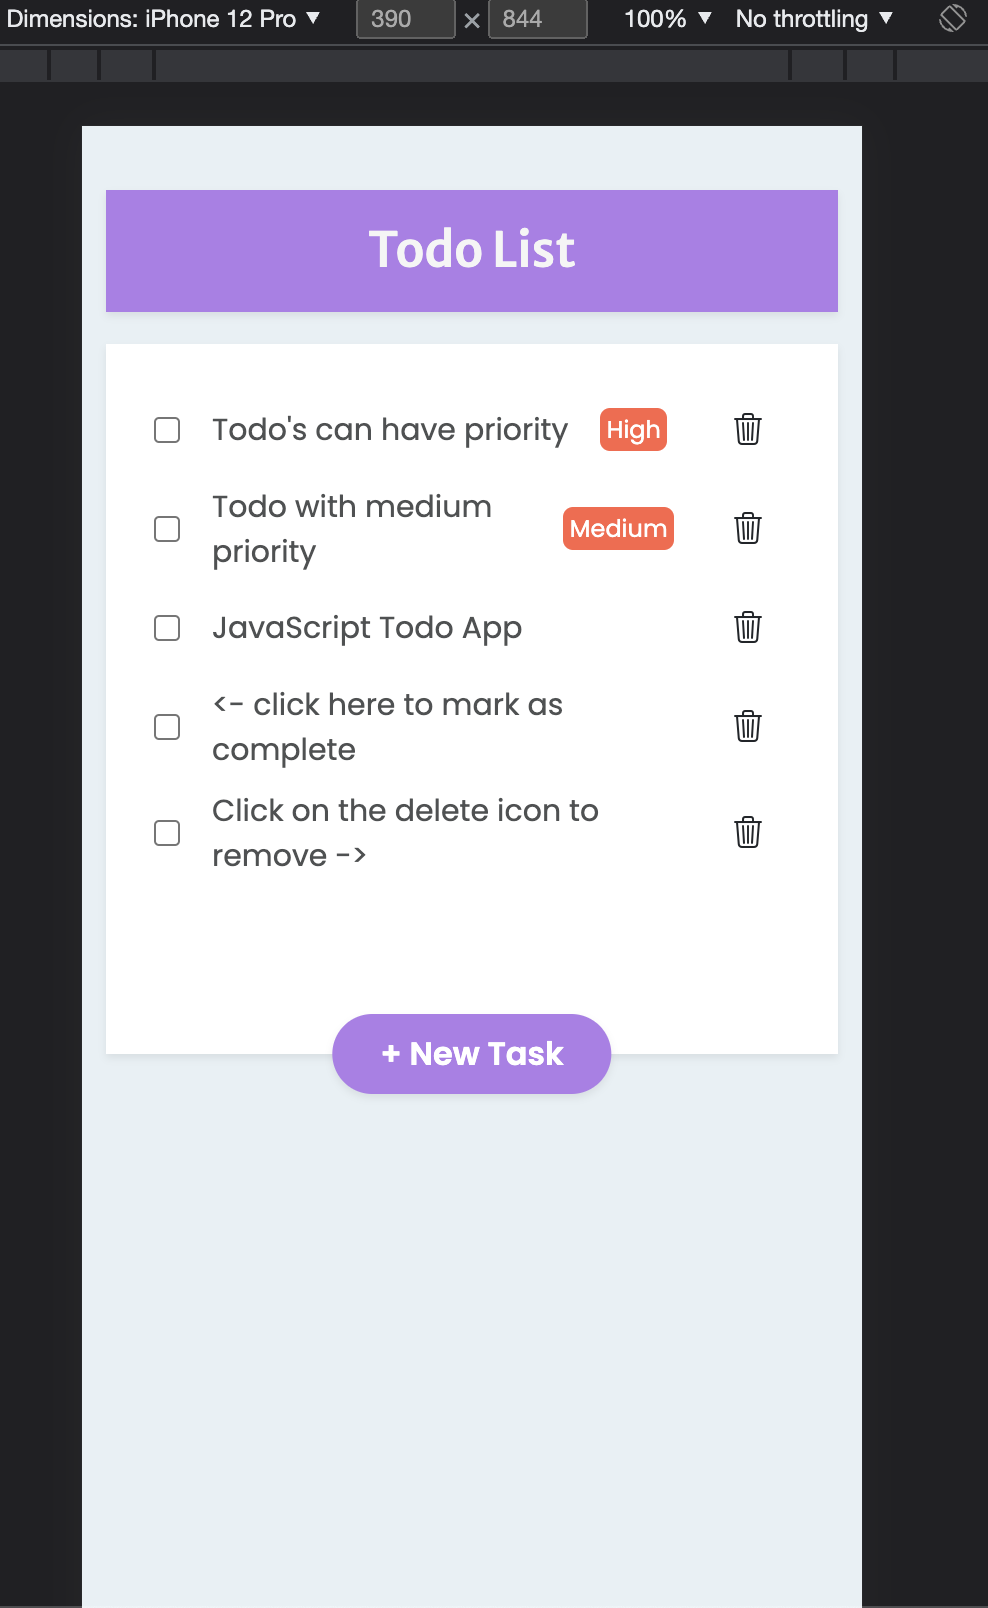 Dimensions: iPhone 12 Pro ▼ 390 × 844 100% ▼ No throttling ▼
Todo List
Todo's can have priority High
Todo with medium
priority
Medium
JavaScript Todo App
<- click here to mark as
complete
Click on the delete icon to
remove ->
+ New Task